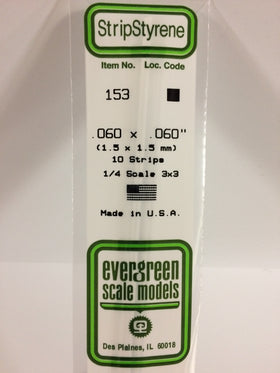 StripStyrene
Item No. Loc. Code
153
.060 x .060"
(1.5 x 1.5 mm)
10 Strips
1/4 Scale 3x3
Made in U.S.A.
evergreen
scale models
Des Plaines, IL 60018